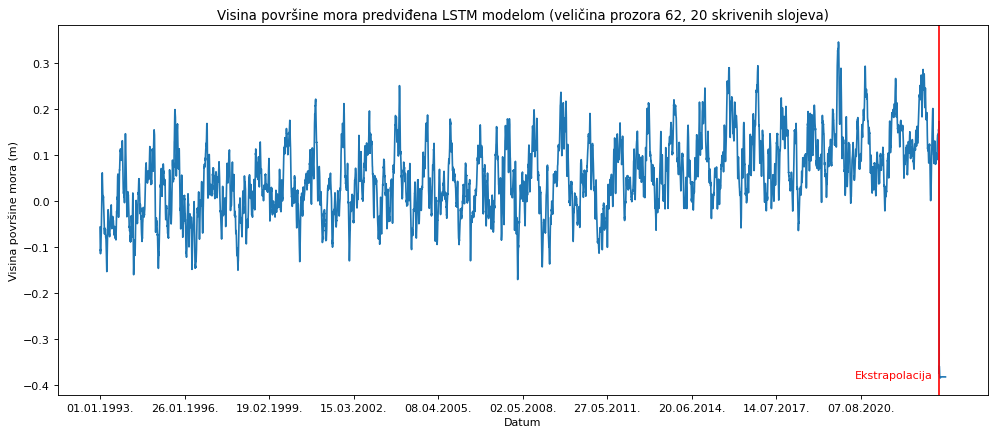 Visina površine mora predviđena LSTM modelom (veličina prozora 62, 20 skrivenih slojeva)
Visina površine mora (m)
0.3
0.2
0.1
0.0
−0.1
−0.2
−0.3
−0.4
Ekstrapolacija
01.01.1993. 26.01.1996. 19.02.1999. 15.03.2002. 08.04.2005. 02.05.2008. 27.05.2011. 20.06.2014. 14.07.2017. 07.08.2020.
Datum